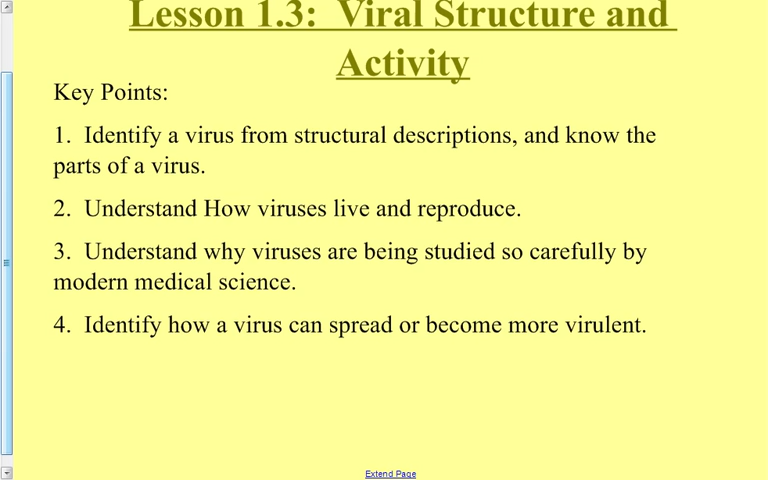 Lesson 1.3:  Viral Structure and
Activity
Key Points:
1.  Identify a virus from structural descriptions, and know the
parts of a virus.
2.  Understand How viruses live and reproduce.
3.  Understand why viruses are being studied so carefully by
modern medical science.
4.  Identify how a virus can spread or become more virulent.
Extend Page